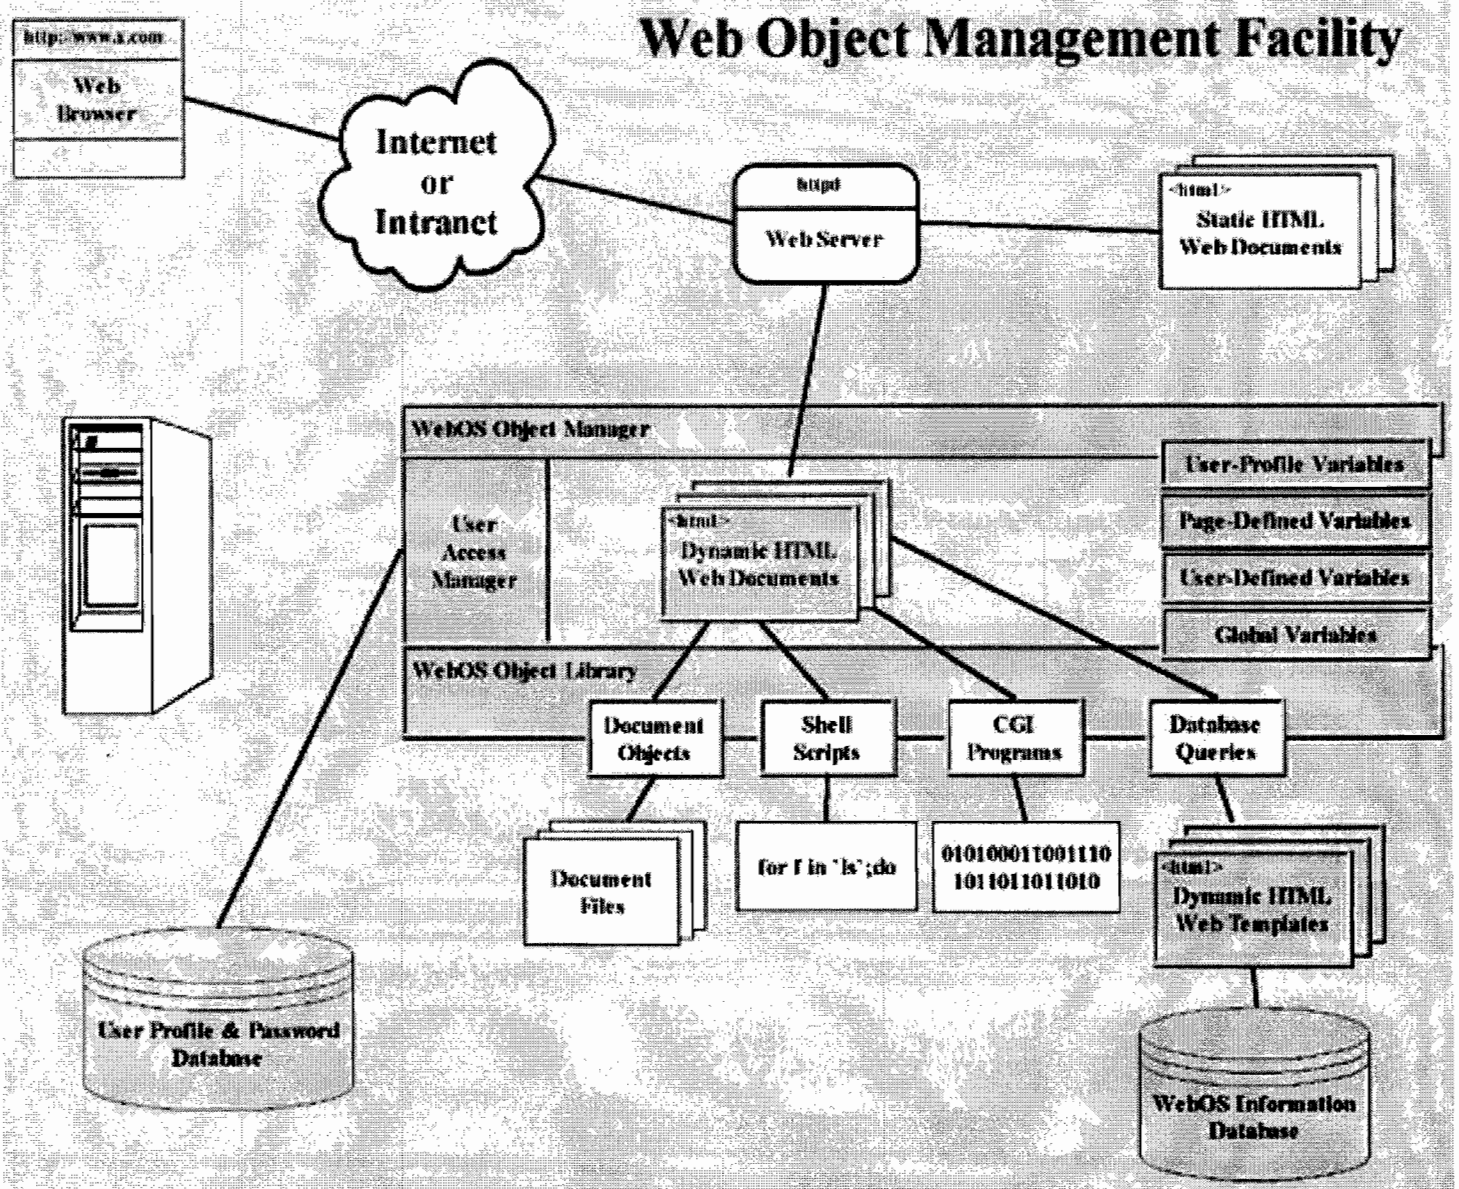 Web Object Management Facility
http://www.x.com
Web
Browser
Internet
or
Intranet
httpd
Web Server
<html>
Static HTML
Web Documents
WebOS Object Manager
User-Profile Variables
Page-Defined Variables
User-Defined Variables
Global Variables
User
Access
Manager
<html>
Dynamic HTML
Web Documents
WebOS Object Library
Document
Objects
Shell
Scripts
CGI
Programs
Database
Queries
Document
Files
for f in `ls`;do
010100011001110
1011011011010
<html>
Dynamic HTML
Web Templates
User Profile & Password
Database
WebOS Information
Database